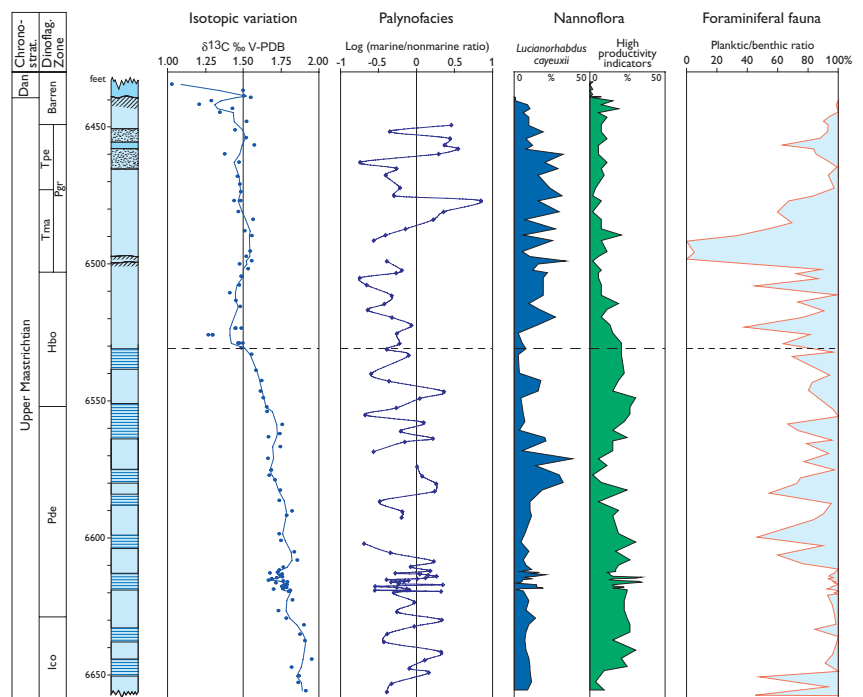 Isotopic variation
Palynofacies
Nannoflora
Foraminiferal fauna
Chrono-
strat.
Dinoflag.
Zone
δ13C ‰ V-PDB
Log (marine/nonmarine ratio)
Lucianorhabdus
cayeuxii
High
productivity
indicators
Planktic/benthic ratio
1.00 1.25 1.50 1.75 2.00
-1 -0.5 0 0.5 1
0 % 50
0 % 50
0 20 40 60 80 100%
feet
6450
6500
6550
6600
6650
Dan
Upper Maastrichtian
Barren
Tpe
Pgr
Tma
Hbo
Pde
Ico